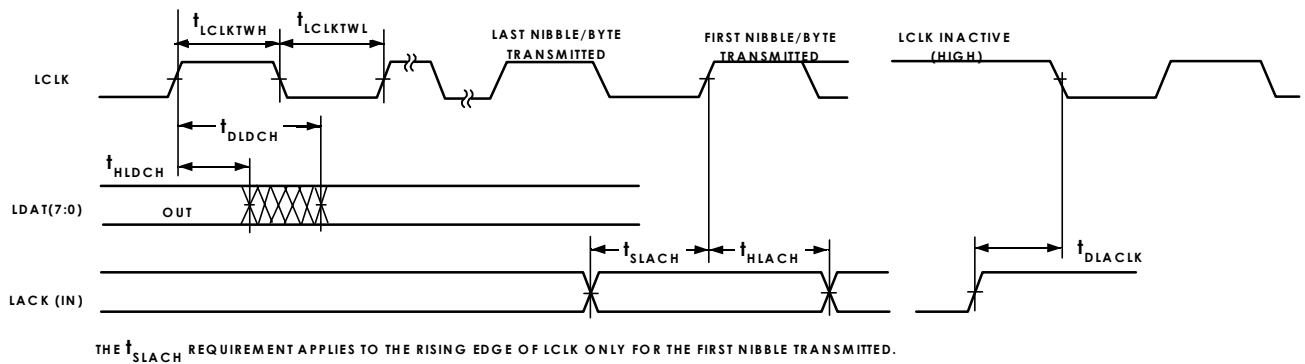 tLCLKTWH tLCLKTWL
LAST NIBBLE/BYTE
TRANSMITTED
FIRST NIBBLE/BYTE
TRANSMITTED
LCLK INACTIVE
(HIGH)
LCLK
tDLDCH
tHLDCH
LDAT(7:0)
OUT
tSLACH
tHLACH
tDLACLK
LACK (IN)
THE tSLACH REQUIREMENT APPLIES TO THE RISING EDGE OF LCLK ONLY FOR THE FIRST NIBBLE TRANSMITTED.